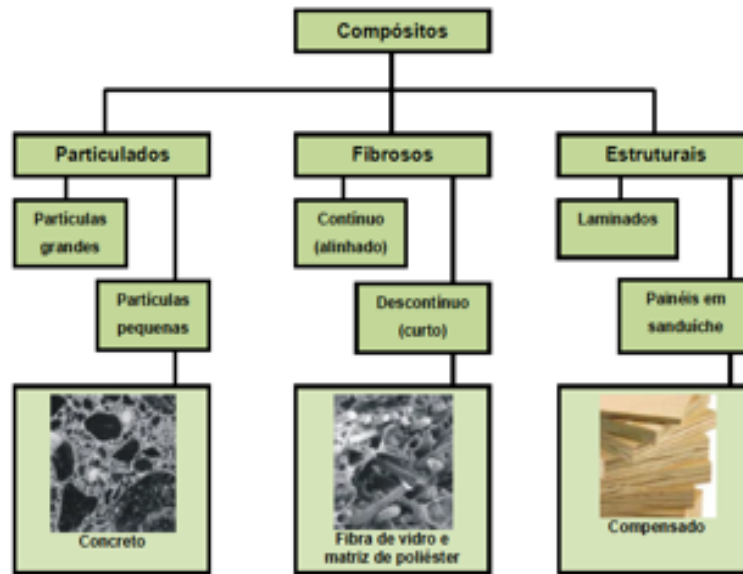 Compósitos
Particulados
Fibrosos
Estruturais
Partículas
grandes
Contínuo
(alinhado)
Laminados
Partículas
pequenas
Descontínuo
(curto)
Painéis em
sanduíche
Concreto
Fibra de vidro e
matriz de poliéster
Compensado